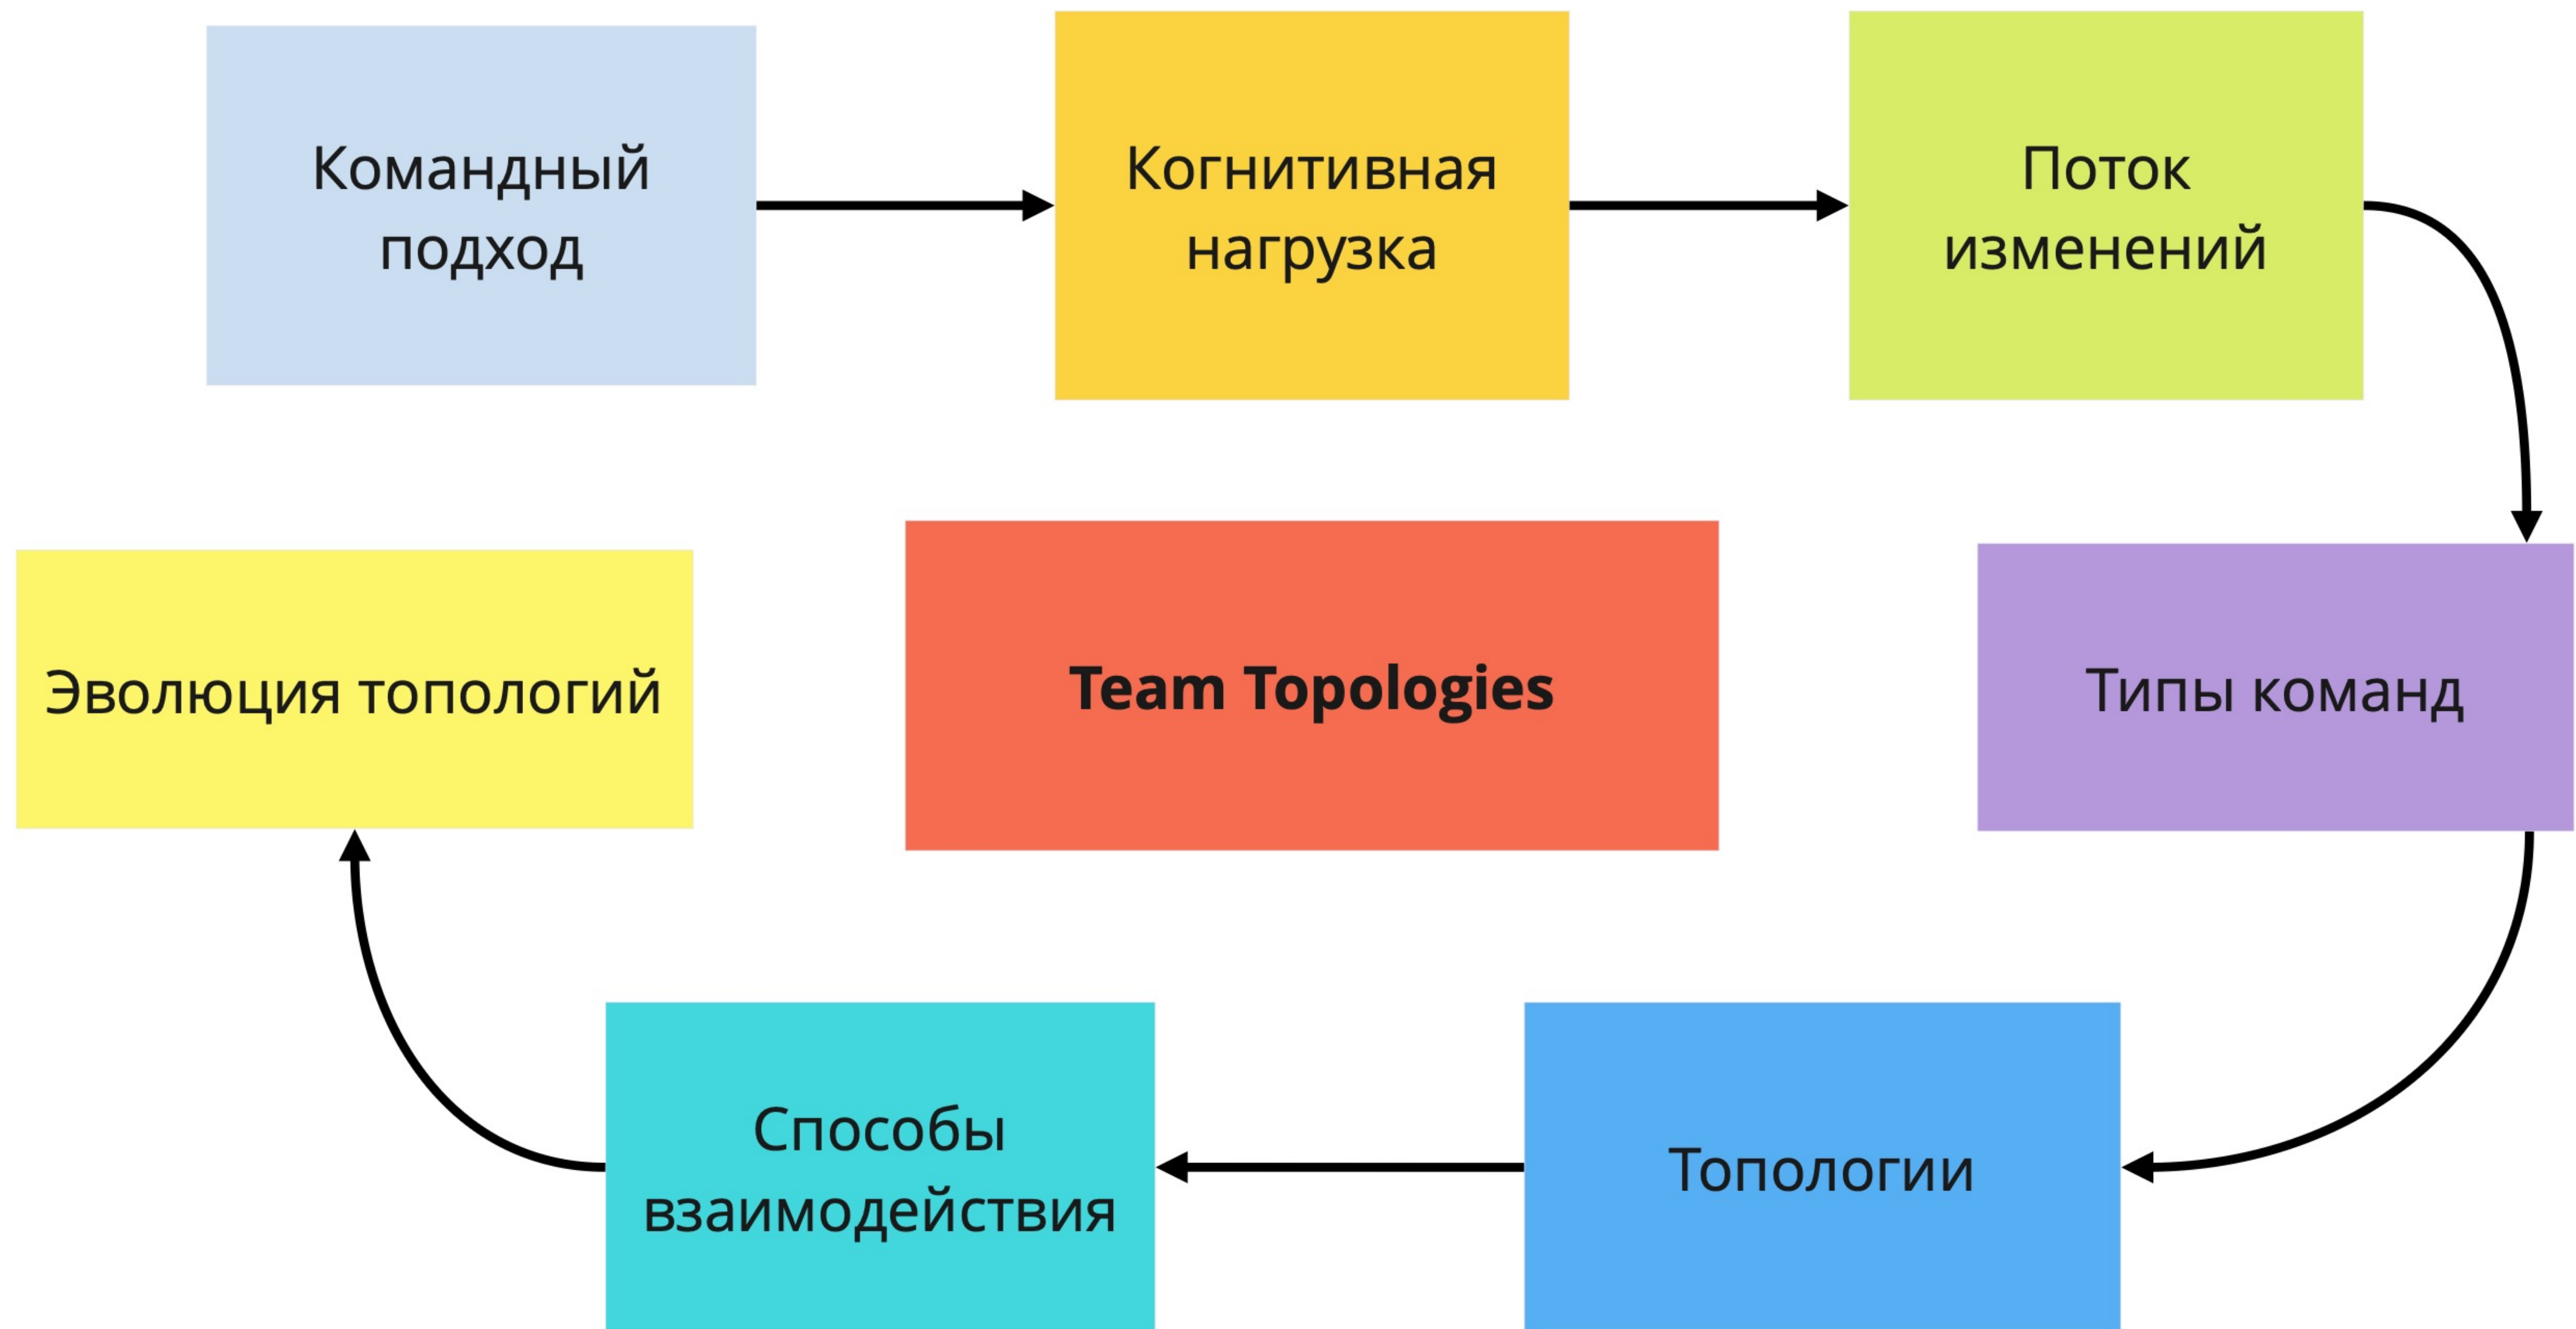 Командный
подход
Когнитивная
нагрузка
Поток
изменений
Эволюция топологий
Team Topologies
Типы команд
Способы
взаимодействия
Топологии